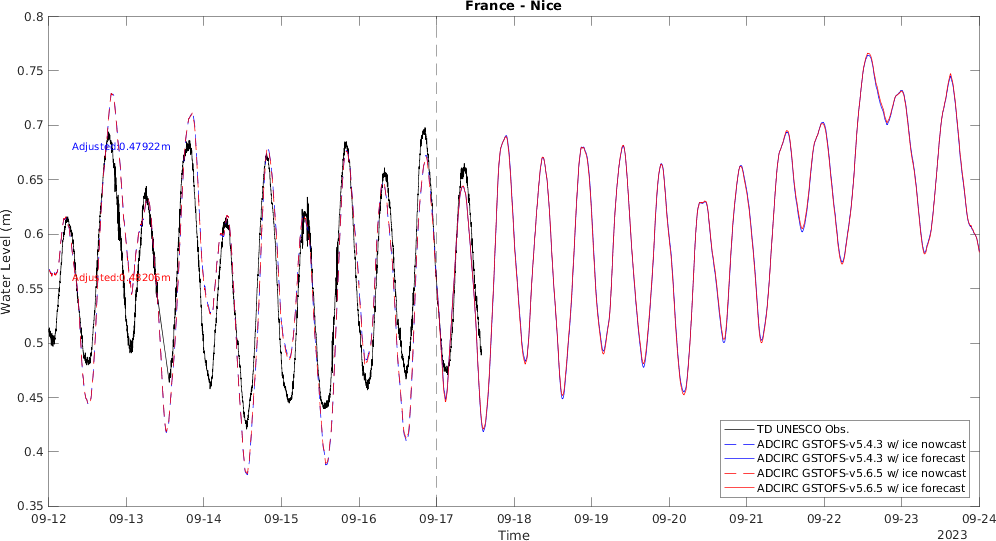 France - Nice
0.8
0.75
0.7
0.65
0.6
0.55
0.5
0.45
0.4
0.35
Water Level (m)
Adjusted:0.47922m
Adjusted:0.48206m
TD UNESCO Obs.
ADCIRC GSTOFS-v5.4.3 w/ ice nowcast
ADCIRC GSTOFS-v5.4.3 w/ ice forecast
ADCIRC GSTOFS-v5.6.5 w/ ice nowcast
ADCIRC GSTOFS-v5.6.5 w/ ice forecast
09-12 09-13 09-14 09-15 09-16 09-17 09-18 09-19 09-20 09-21 09-22 09-23 09-24
Time
2023